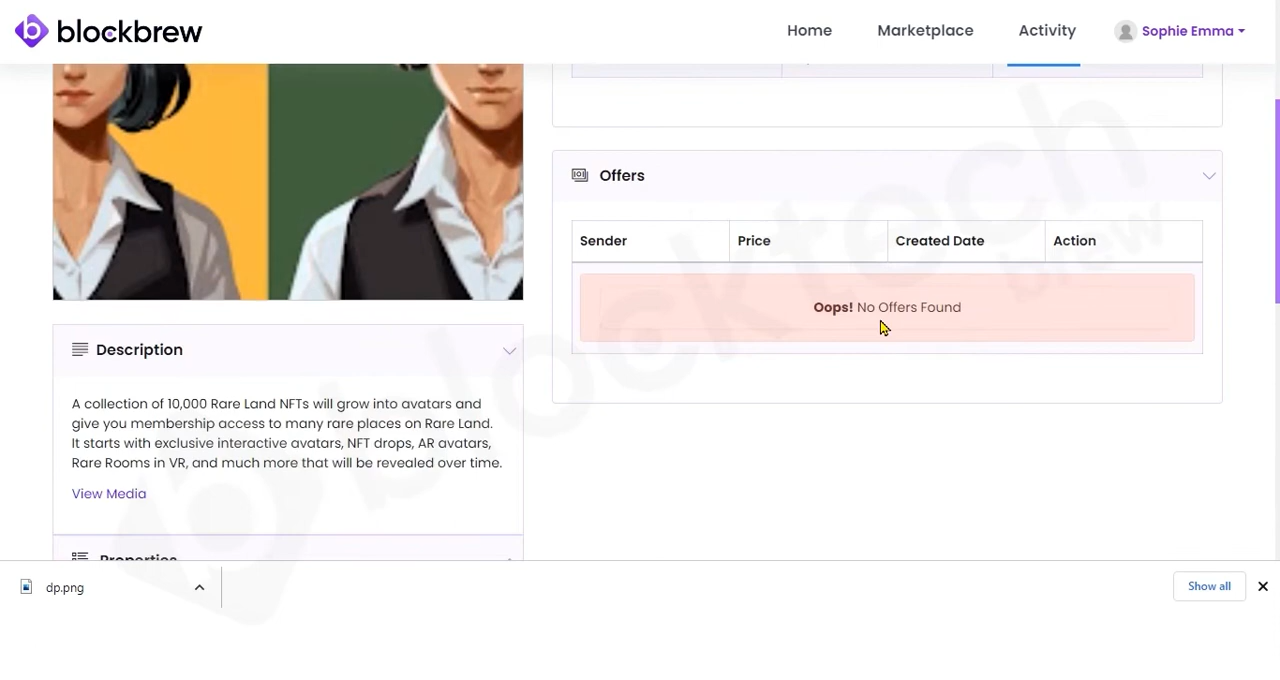 blockbrew
Home
Marketplace
Activity
Sophie Emma
Offers
Sender
Price
Created Date
Action
Oops! No Offers Found
Description
A collection of 10,000 Rare Land NFTs will grow into avatars and
give you membership access to many rare places on Rare Land.
It starts with exclusive interactive avatars, NFT drops, AR avatars,
Rare Rooms in VR, and much more that will be revealed over time.
View Media
Properties
dp.png
Show all
blocktech
brew